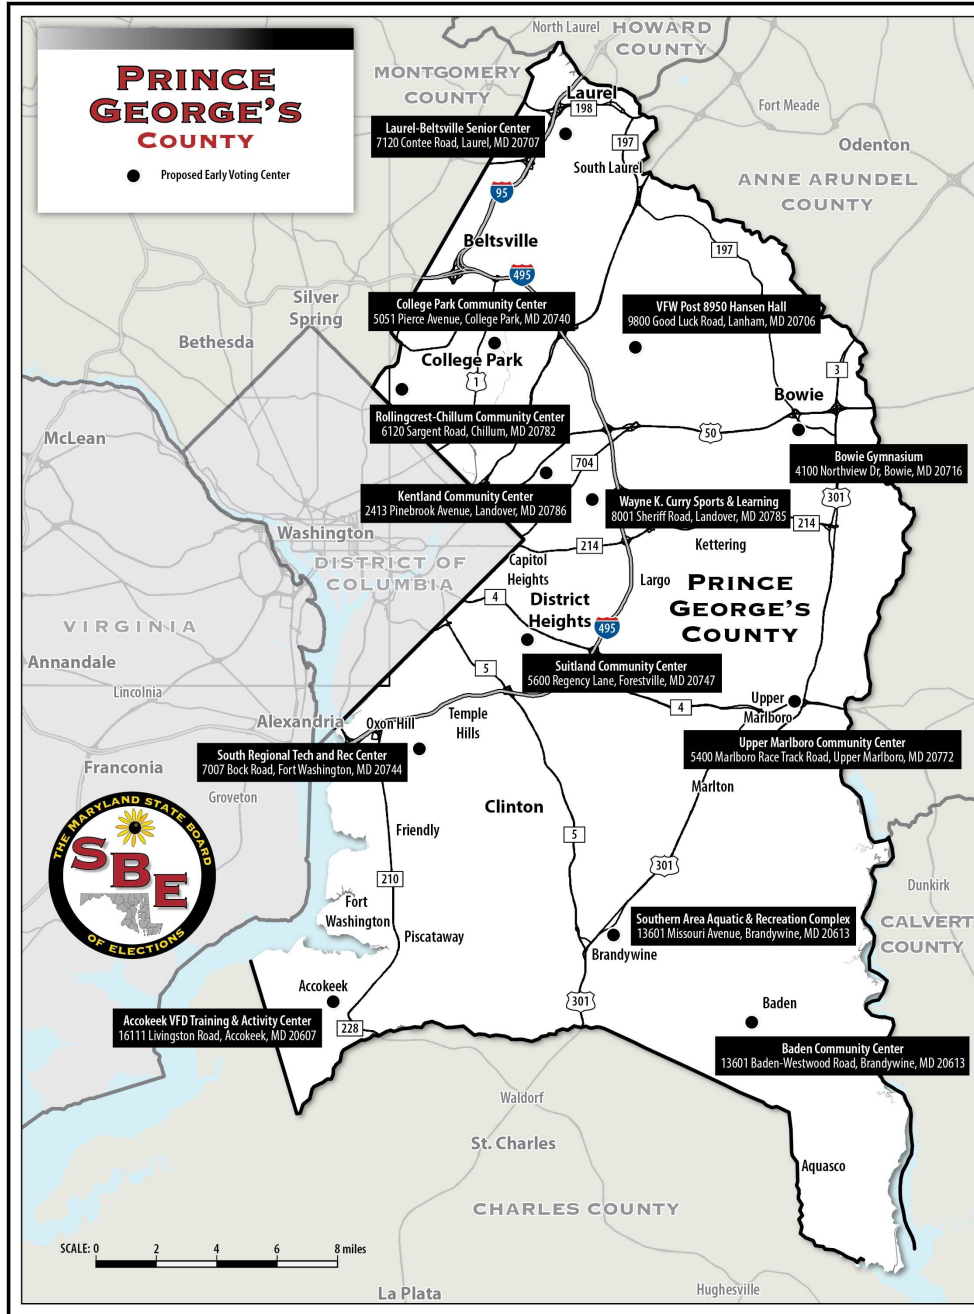 PRINCE
GEORGE'S
COUNTY
Proposed Early Voting Center
North Laurel
HOWARD
COUNTY
MONTGOMERY
COUNTY
Laurel
198
Fort Meade
Laurel-Beltsville Senior Center
7120 Contee Road, Laurel, MD 20707
197
Odenton
South Laurel
ANNE ARUNDEL
COUNTY
95
Beltsville
197
495
Silver
Spring
College Park Community Center
5051 Pierce Avenue, College Park, MD 20740
VFW Post 8950 Hansen Hall
9800 Good Luck Road, Lanham, MD 20706
Bethesda
College Park
1
3
Bowie
Rollingcrest-Chillum Community Center
6120 Sargent Road, Chillum, MD 20782
50
McLean
704
Bowie Gymnasium
4100 Northview Dr, Bowie, MD 20716
Kentland Community Center
2413 Pinebrook Avenue, Landover, MD 20786
Wayne K. Curry Sports & Learning
8001 Sheriff Road, Landover, MD 20785
301
214
Washington
214
Kettering
DISTRICT OF
COLUMBIA
Capitol
Heights
Largo
PRINCE
GEORGE'S
COUNTY
4
District
Heights
495
VIRGINIA
Annandale
5
Suitland Community Center
5600 Regency Lane, Forestville, MD 20747
Lincolnia
4
Upper
Marlboro
Alexandria
Oxon Hill
Temple
Hills
South Regional Tech and Rec Center
7007 Bock Road, Fort Washington, MD 20744
Upper Marlboro Community Center
5400 Marlboro Race Track Road, Upper Marlboro, MD 20772
Franconia
Groveton
Marlton
Clinton
THE MARYLAND STATE BOARD
SBE
OF ELECTIONS
Friendly
5
301
210
Dunkirk
Fort
Washington
Southern Area Aquatic & Recreation Complex
13601 Missouri Avenue, Brandywine, MD 20613
CALVERT
COUNTY
Piscataway
Brandywine
Accokeek
301
Baden
Accokeek VFD Training & Activity Center
16111 Livingston Road, Accokeek, MD 20607
228
Baden Community Center
13601 Baden-Westwood Road, Brandywine, MD 20613
Waldorf
St. Charles
Aquasco
CHARLES COUNTY
SCALE: 0 2 4 6 8 miles
La Plata
Hughesville